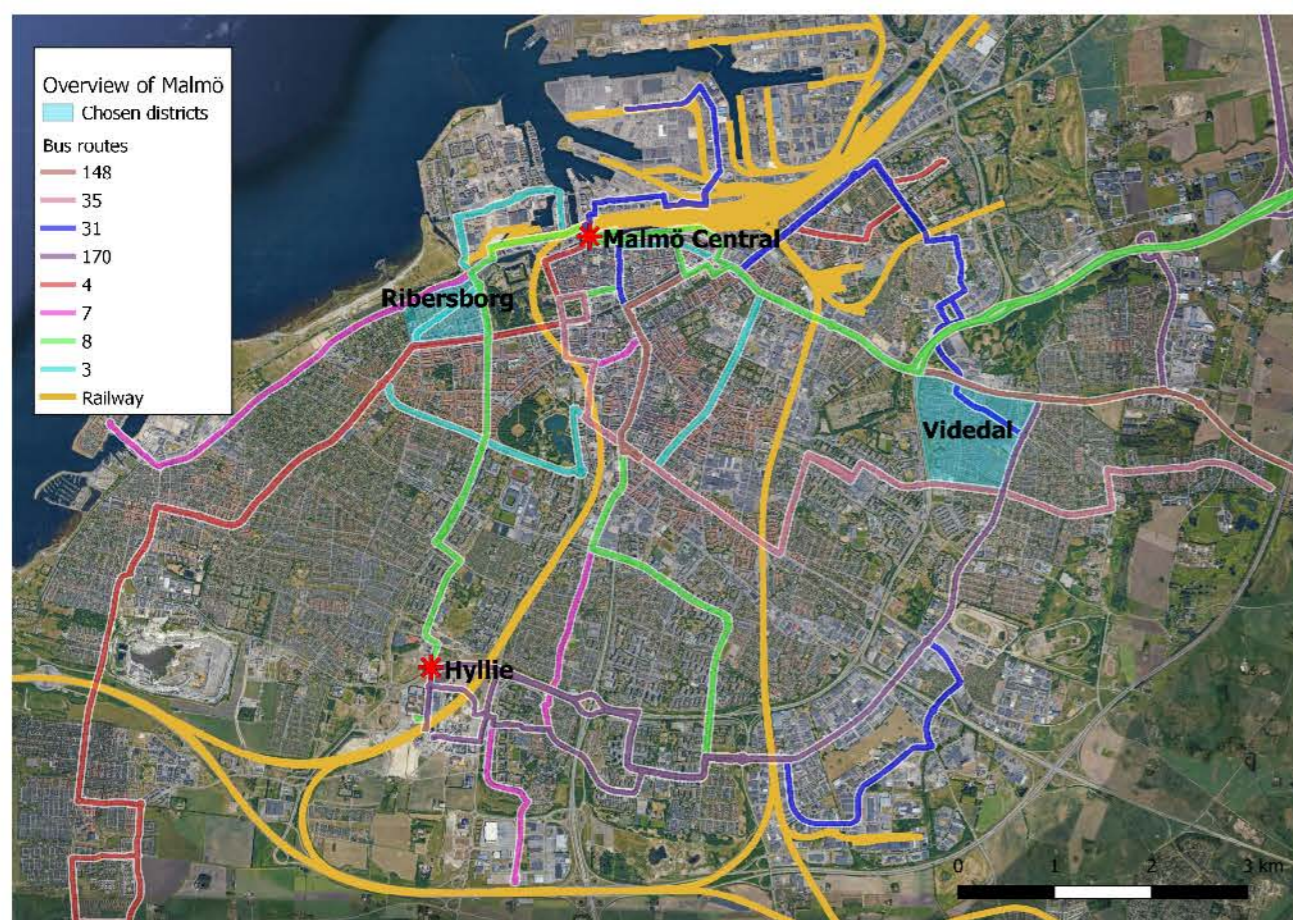 Overview of Malmö
Chosen districts
Bus routes
148
35
31
170
4
7
8
3
Railway
Malmö Central
Ribersborg
Videdal
Hyllie
0 1 2 3 km